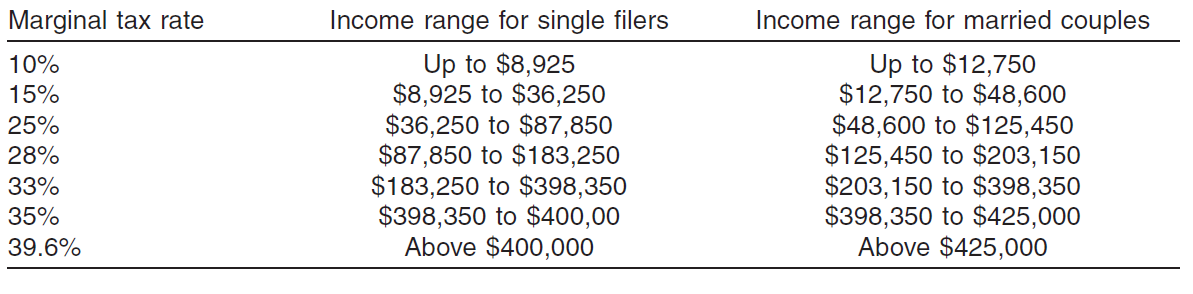 Marginal tax rate Income range for single filers Income range for married couples
10% Up to $8,925 Up to $12,750
15% $8,925 to $36,250 $12,750 to $48,600
25% $36,250 to $87,850 $48,600 to $125,450
28% $87,850 to $183,250 $125,450 to $203,150
33% $183,250 to $398,350 $203,150 to $398,350
35% $398,350 to $400,00 $398,350 to $425,000
39.6% Above $400,000 Above $425,000